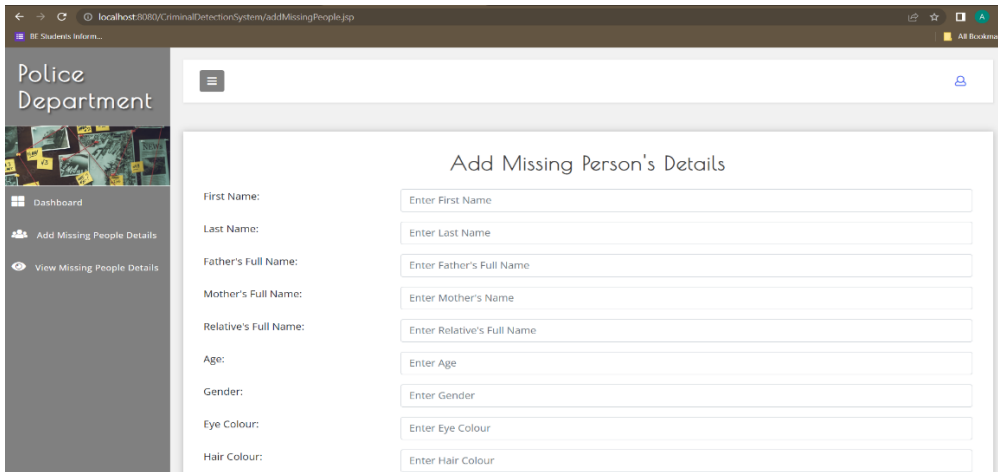 localhost:8080/CriminalDetectionSystem/addMissingPeople.jsp
A
BE Students Inform...
All Bookma
Police
Department
Dashboard
Add Missing People Details
View Missing People Details
Add Missing Person's Details
First Name:
Enter First Name
Last Name:
Enter Last Name
Father's Full Name:
Enter Father's Full Name
Mother's Full Name:
Enter Mother's Name
Relative's Full Name:
Enter Relative's Full Name
Age:
Enter Age
Gender:
Enter Gender
Eye Colour:
Enter Eye Colour
Hair Colour:
Enter Hair Colour